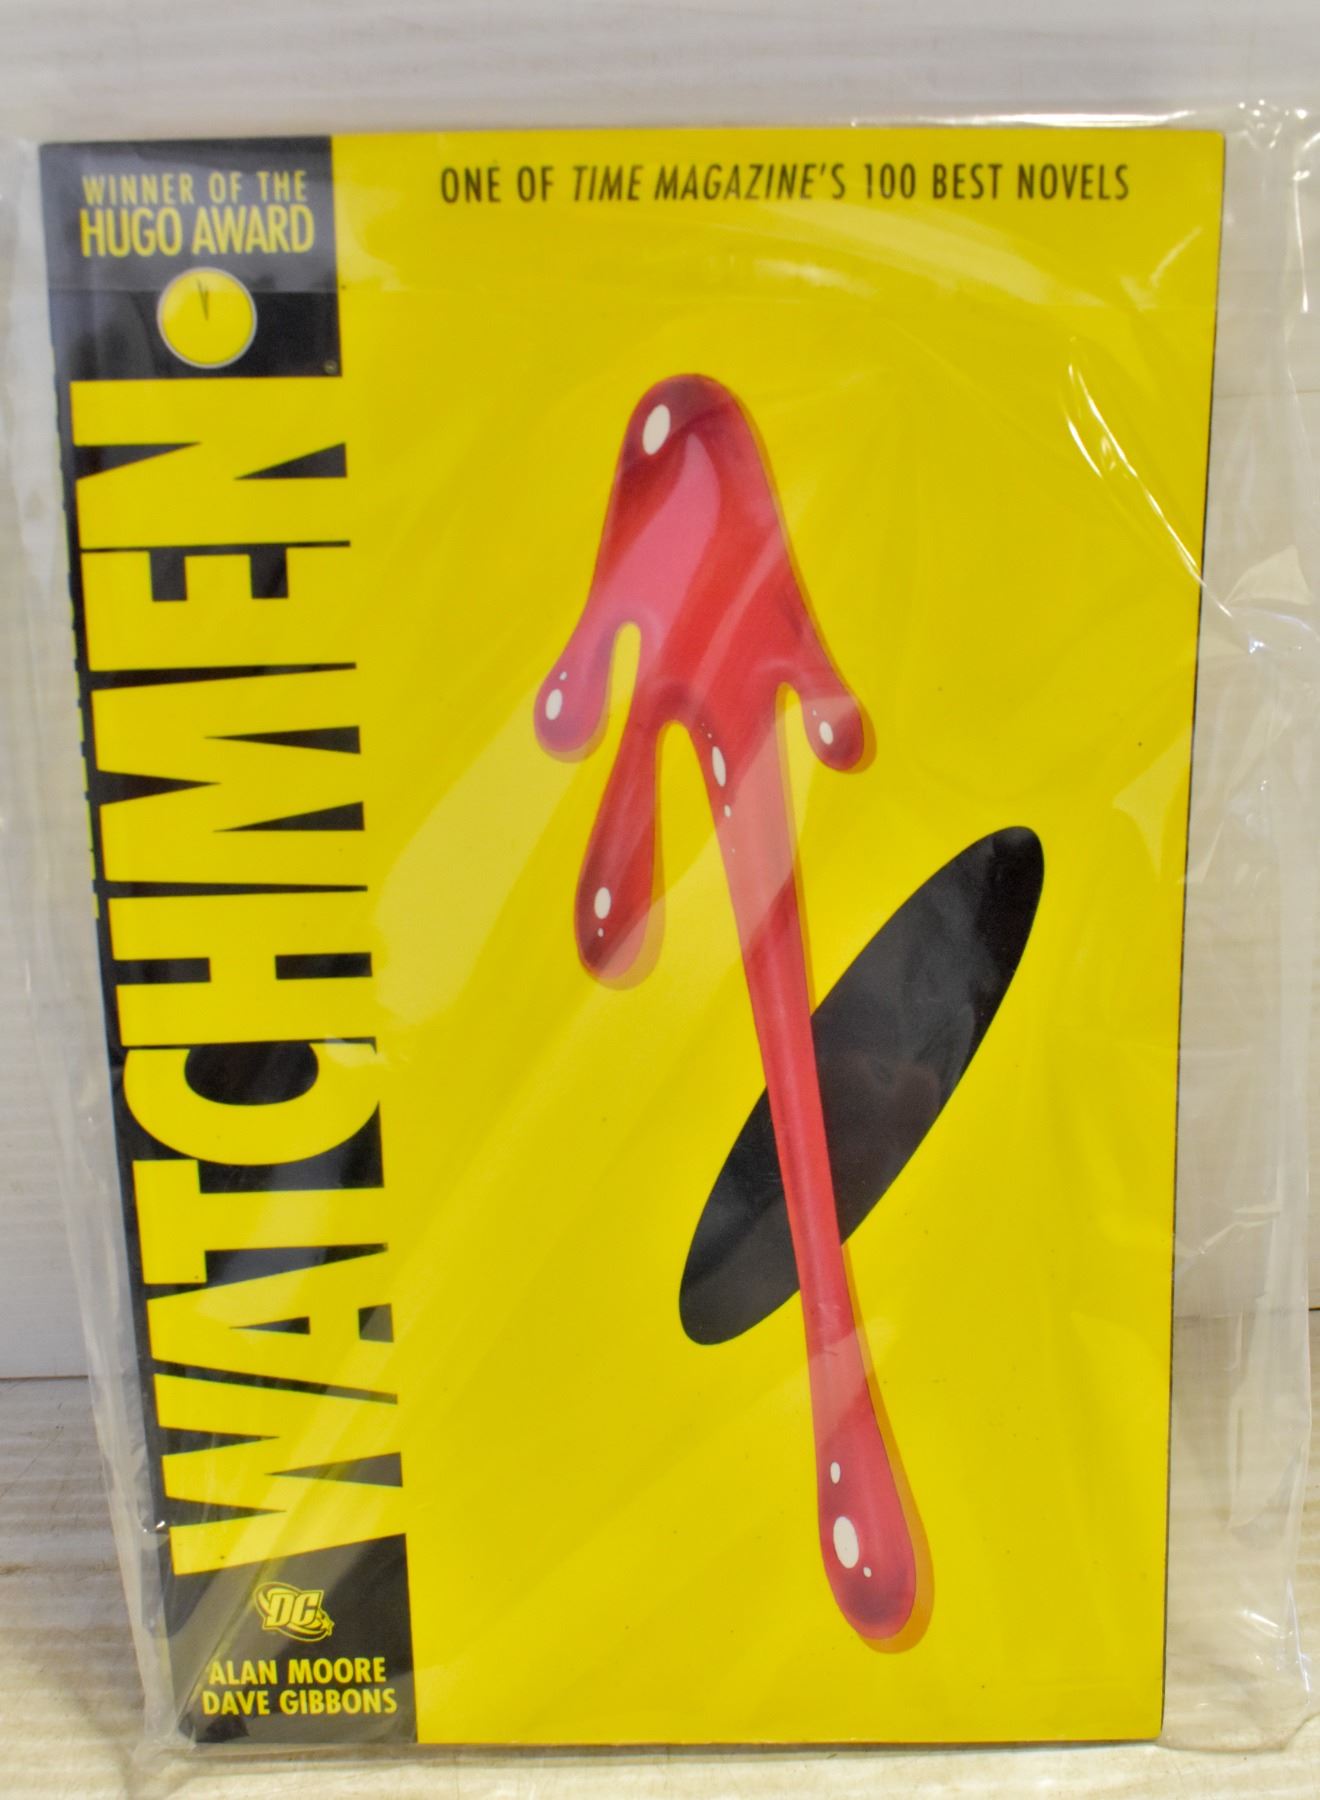 WINNER OF THE
HUGO AWARD
ONE OF TIME MAGAZINE'S 100 BEST NOVELS
WATCHMEN
DC
ALAN MOORE
DAVE GIBBONS